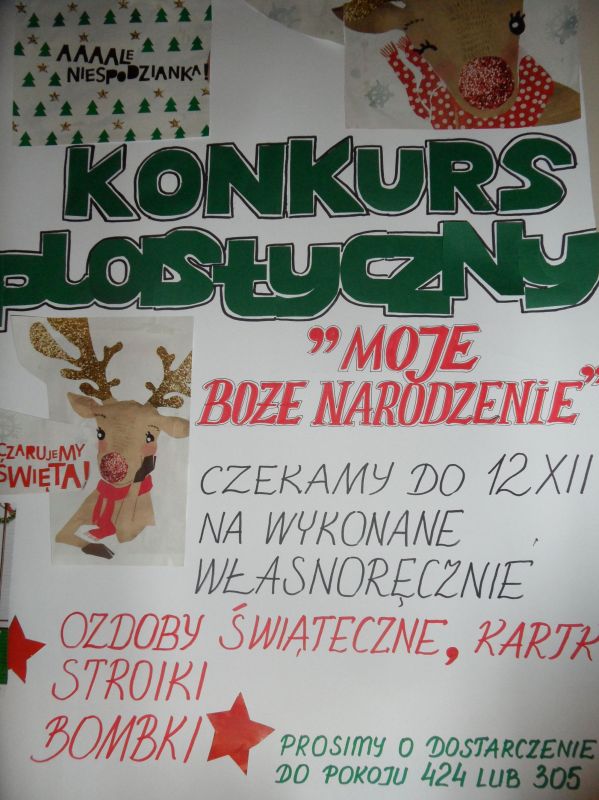 AAAALE
NIESPODZIANKA!
KONKURS
plastyczny
"MOJE
BOŻE NARODZENIE"
CZARUJEMY
ŚWIĘTA!
CZEKAMY DO 12 XII
NA WYKONANE
WŁASNORĘCZNIE
OZDOBY ŚWIĄTECZNE, KARTK
STROIKI
BOMBKI
PROSIMY O DOSTARCZENIE
DO POKOJU 424 LUB 305